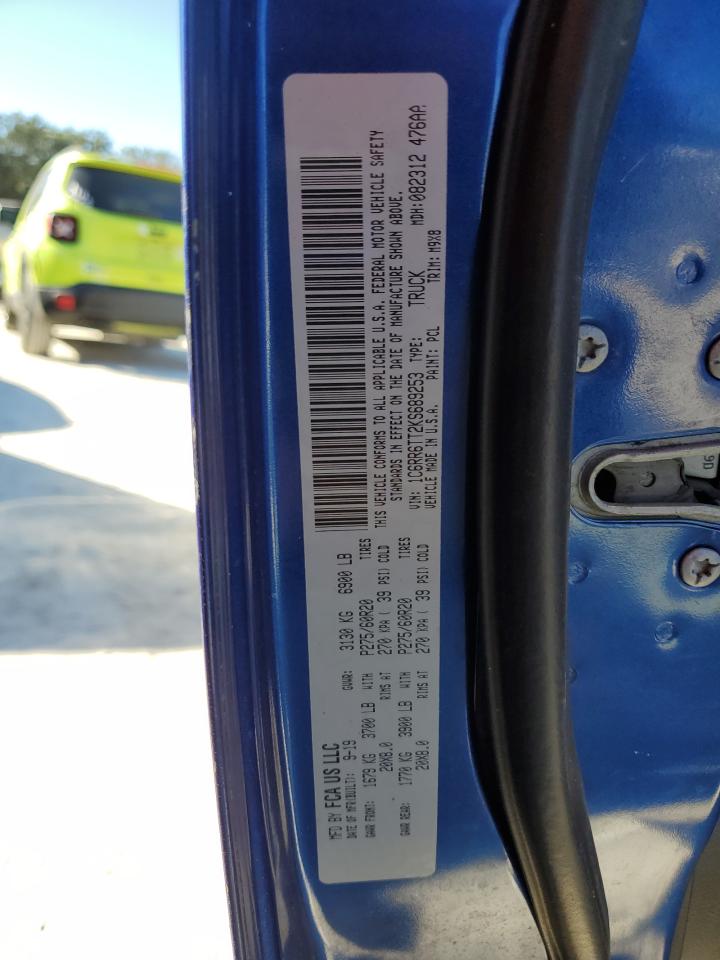 MFD BY: FCA US LLC
DATE OF MFR(BUILT): 9-19 GVWR: 3130 KG 6900 LB
GAWR FRONT: 1679 KG 3700 LB WITH P275/60R20 TIRES
20X8.0 RIMS AT 270 KPA ( 39 PSI) COLD
GAWR REAR: 1770 KG 3900 LB WITH P275/60R20 TIRES
20X8.0 RIMS AT 270 KPA ( 39 PSI) COLD
THIS VEHICLE CONFORMS TO ALL APPLICABLE U.S.A. FEDERAL MOTOR VEHICLE SAFETY
STANDARDS IN EFFECT ON THE DATE OF MANUFACTURE SHOWN ABOVE.
VIN: 1C6RR6TT2KS689253 TYPE: TRUCK MDH:082312 476AA
VEHICLE MADE IN U.S.A. PAINT: PCL TRIM: M9X8